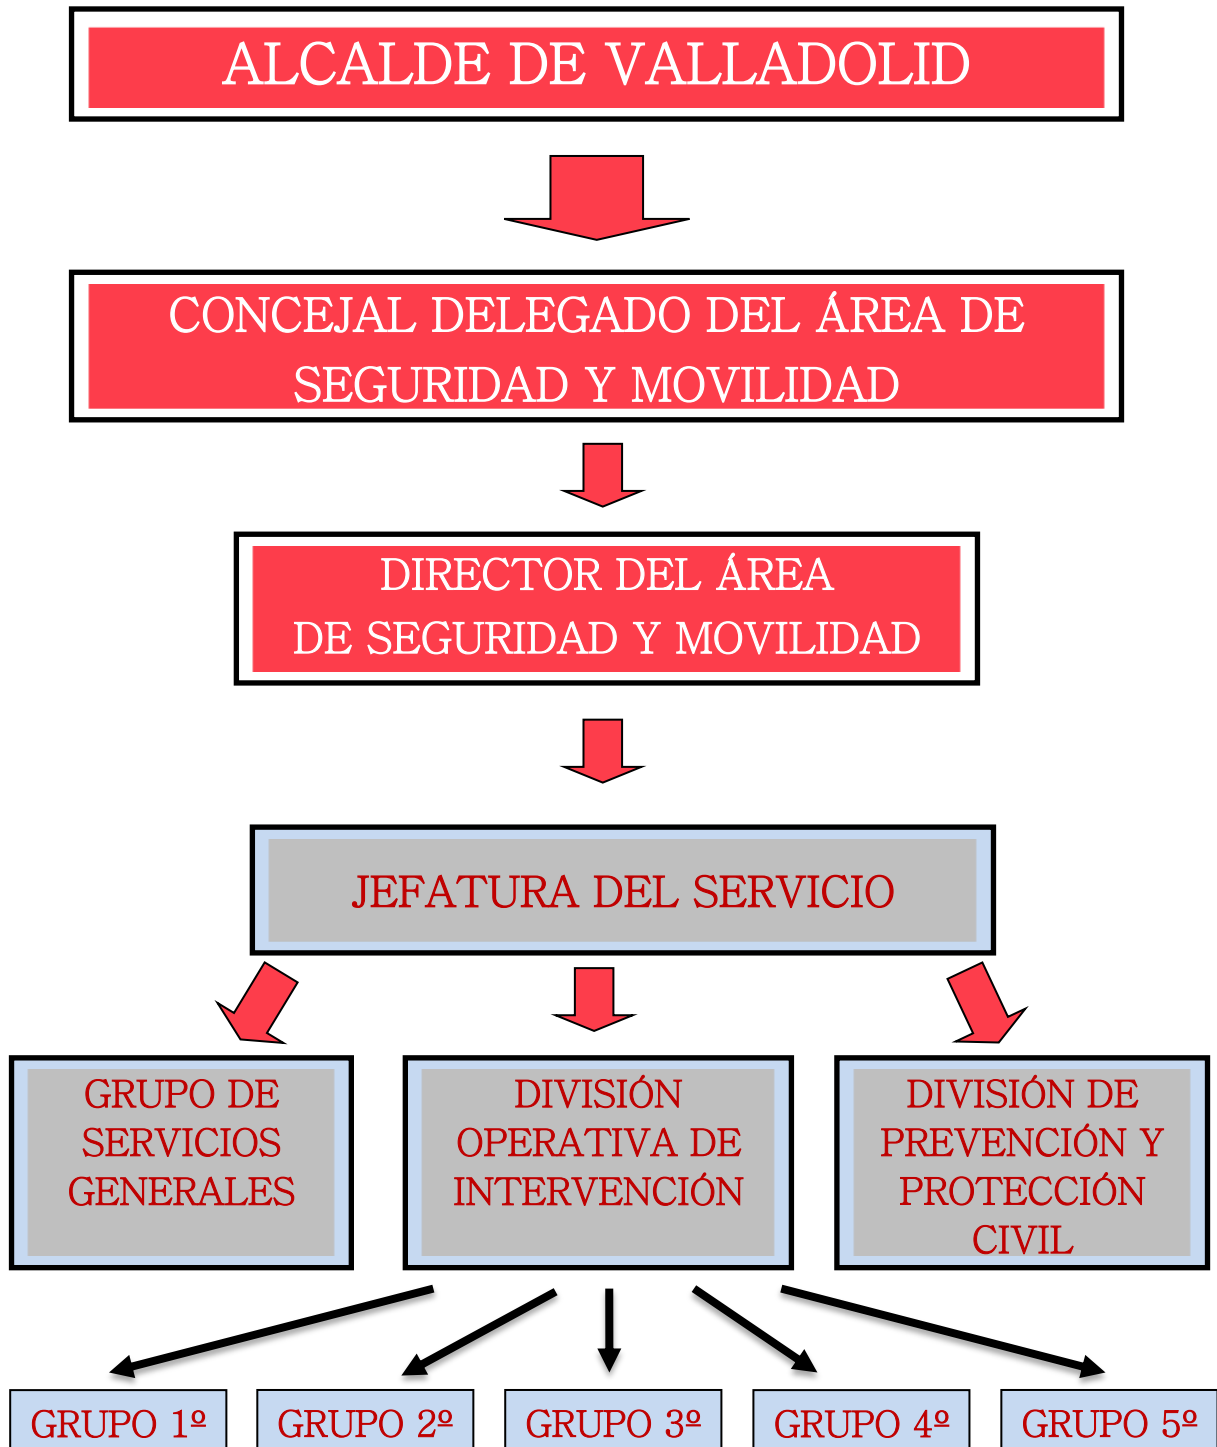 ALCALDE DE VALLADOLID
CONCEJAL DELEGADO DEL ÁREA DE
SEGURIDAD Y MOVILIDAD
DIRECTOR DEL ÁREA
DE SEGURIDAD Y MOVILIDAD
JEFATURA DEL SERVICIO
GRUPO DE
SERVICIOS
GENERALES
DIVISIÓN
OPERATIVA DE
INTERVENCIÓN
DIVISIÓN DE
PREVENCIÓN Y
PROTECCIÓN
CIVIL
GRUPO 1º
GRUPO 2º
GRUPO 3º
GRUPO 4º
GRUPO 5º